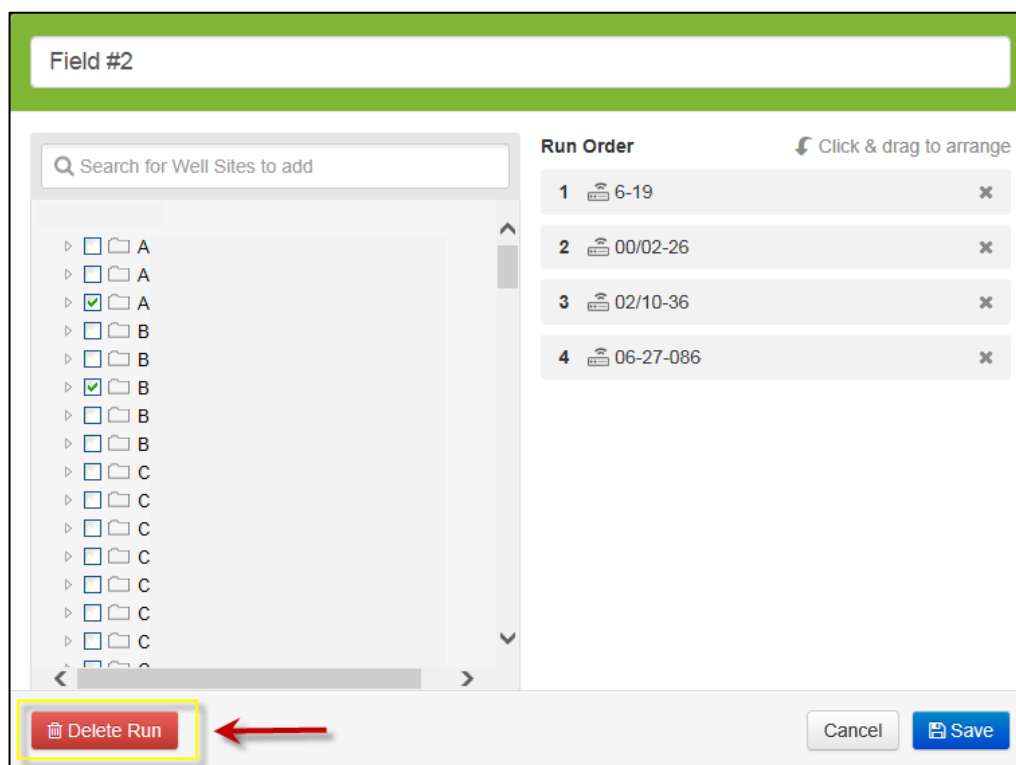 Field #2
Search for Well Sites to add
A
A
A
B
B
B
B
B
C
C
C
C
C
C
C
Run Order
Click & drag to arrange
1 6-19
2 00/02-26
3 02/10-36
4 06-27-086
Delete Run
Cancel
Save